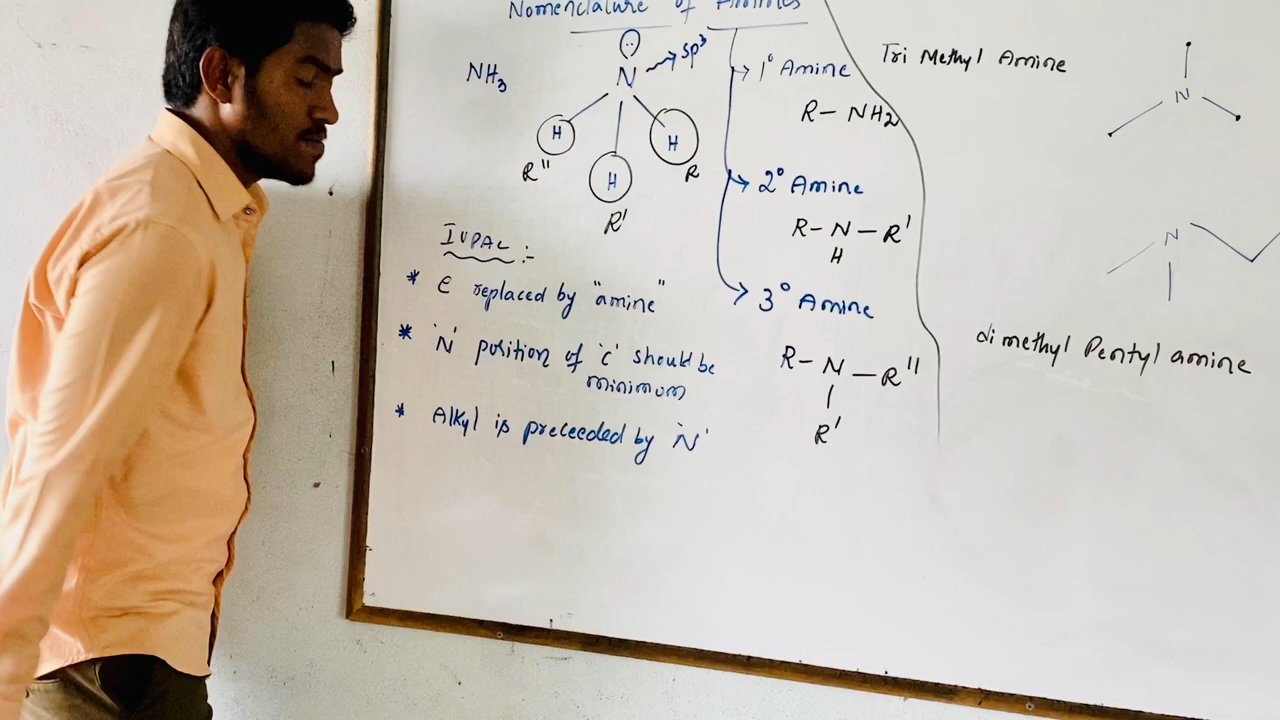 Nomenclature of Amines
NH3
N → sp3
H
H
H
R"
R'
R
IUPAC :-
* e replaced by "amine"
* 'N' position of 'c' should be
minimum
* Alkyl is preceeded by 'N'
→ 1° Amine
R - NH2
→ 2° Amine
R - N - R'
H
→ 3° Amine
R - N - R"
R'
Tri Methyl Amine
N
N
dimethyl Pentyl amine